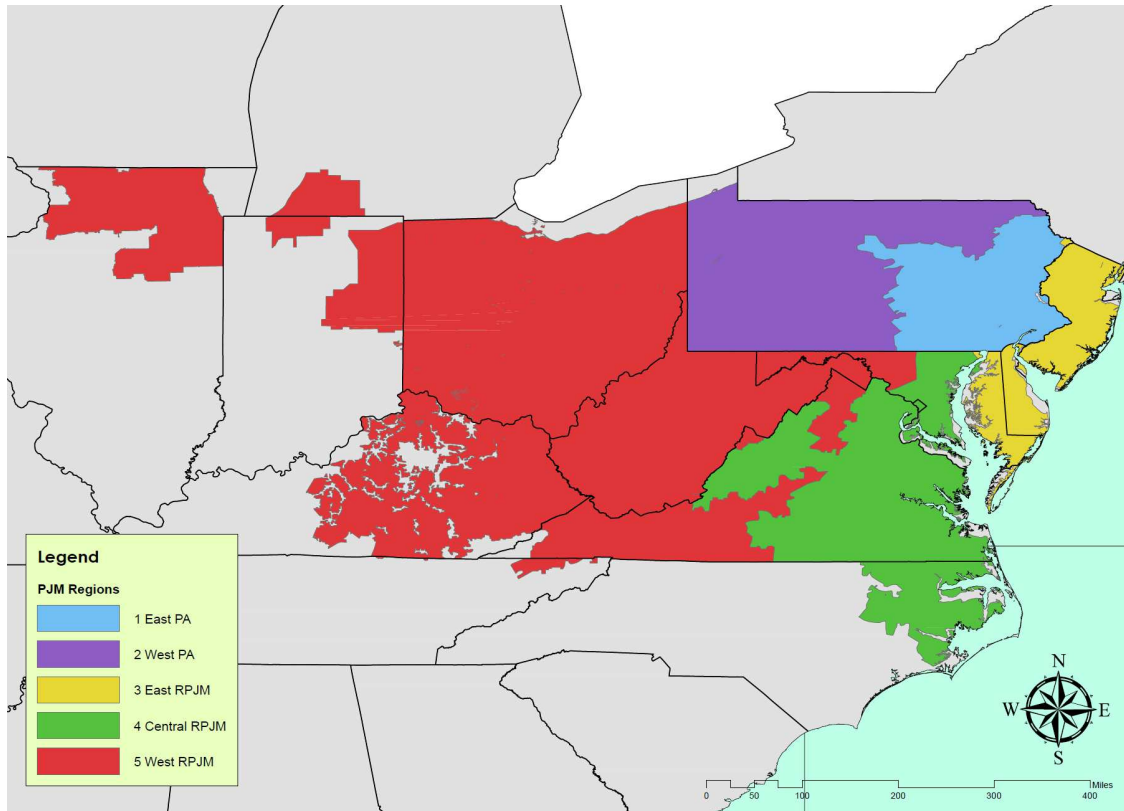 Legend
PJM Regions
1 East PA
2 West PA
3 East RPJM
4 Central RPJM
5 West RPJM
N
W E
S
0 50 100 200 300 400 Miles